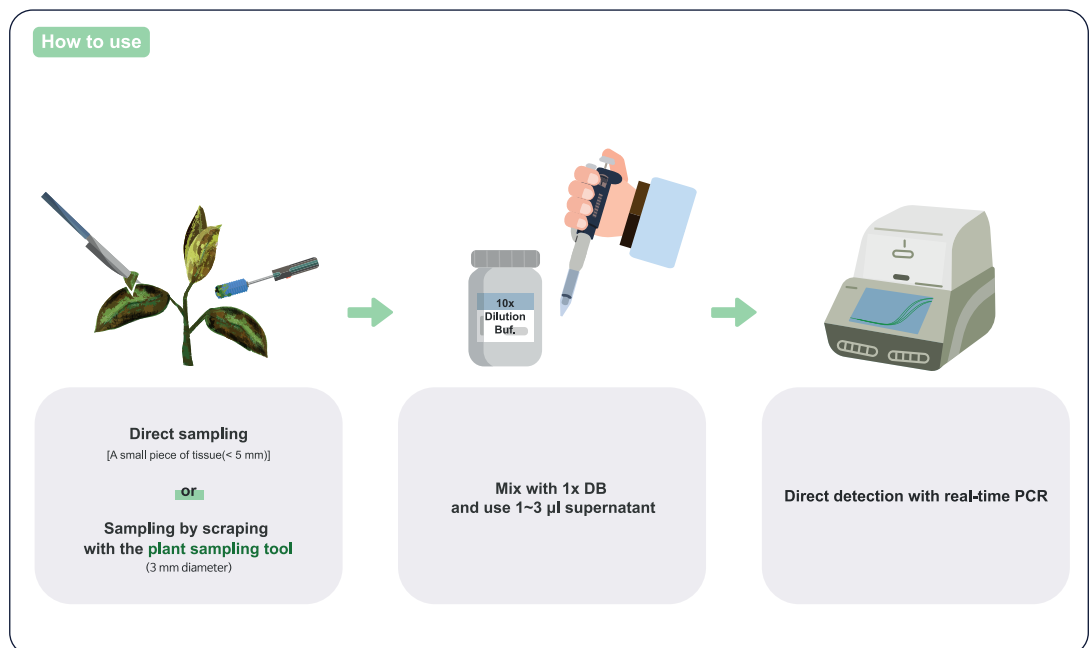 How to use
10x
Dilution
Buf.
Direct sampling
[A small piece of tissue(< 5 mm)]
or
Sampling by scraping
with the plant sampling tool
(3 mm diameter)
Mix with 1x DB
and use 1~3 µl supernatant
Direct detection with real-time PCR